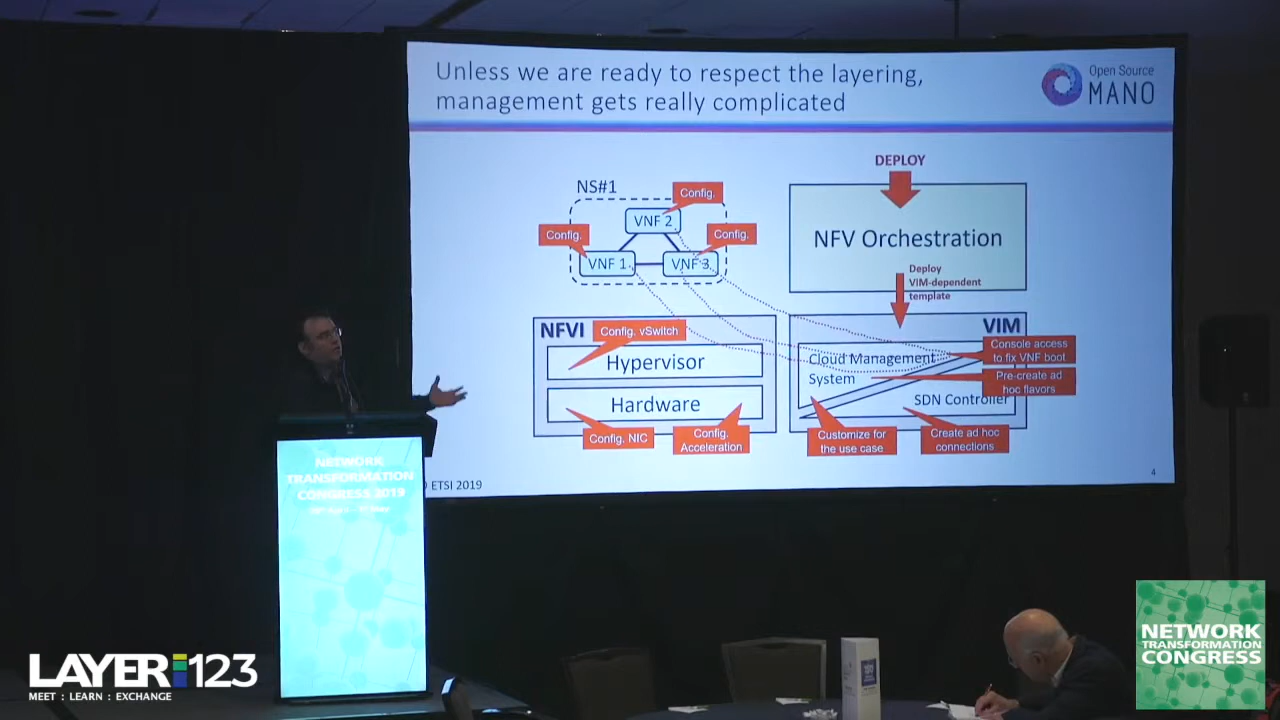 Unless we are ready to respect the layering,
management gets really complicated
Open Source
MANO
DEPLOY
NS#1
Config.
VNF 2
Config.
Config.
VNF 1
VNF 3
NFV Orchestration
Deploy
VIM-dependent
template
NFVI
Config. vSwitch
Hypervisor
Hardware
Config. NIC
Config.
Acceleration
VIM
Console access
to fix VNF boot
Cloud Management
System
Pre-create ad
hoc flavors
SDN Controller
Customize for
the use case
Create ad hoc
connections
ETSI 2019
4
NETWORK
TRANSFORMATION
CONGRESS 2019
LAYER123
MEET : LEARN : EXCHANGE
NETWORK
TRANSFORMATION
CONGRESS